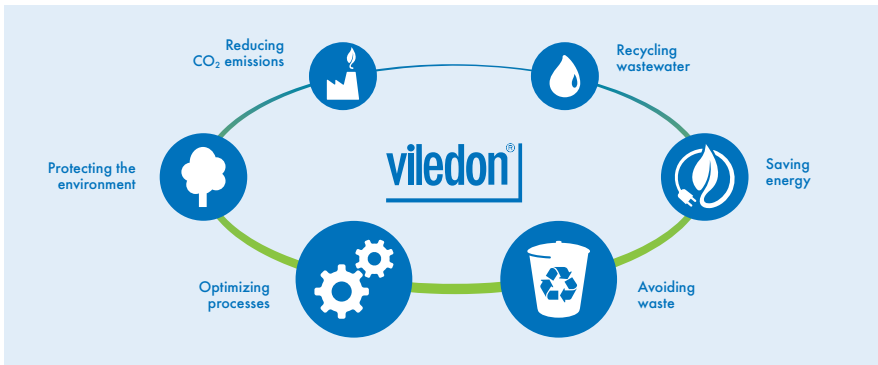 Reducing
CO₂ emissions
Recycling
wastewater
Protecting the
environment
viledon®
Saving
energy
Optimizing
processes
Avoiding
waste